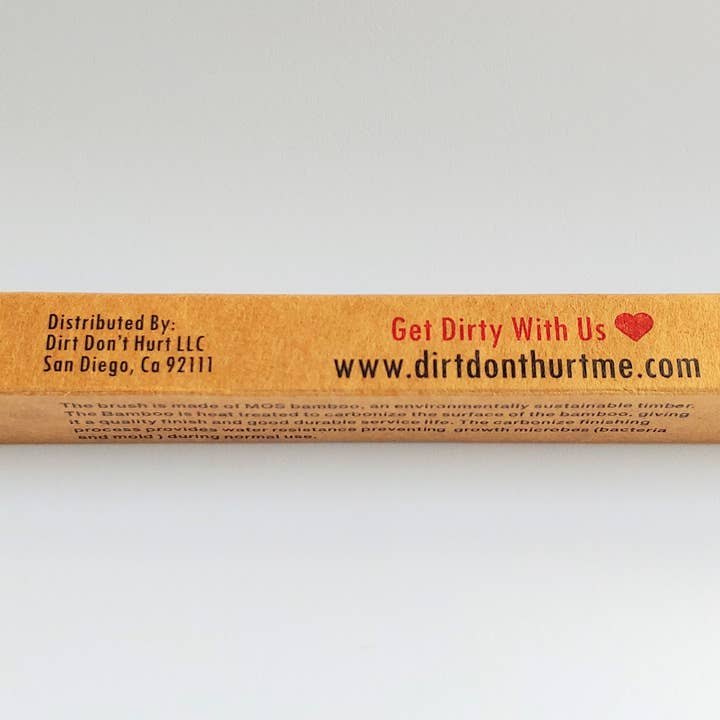 Distributed By:
Dirt Don't Hurt LLC
San Diego, Ca 92111
Get Dirty With Us
www.dirtdonthurtme.com
The brush is made of MOS bamboo, an environmentally sustainable timber.
The Bamboo is heat treated to carbonize the surface of the bamboo, giving
it a quality finish and good durable service life. The carbonize finishing
process provides water resistance preventing growth microbes (bacteria
and mold ) during normal use.